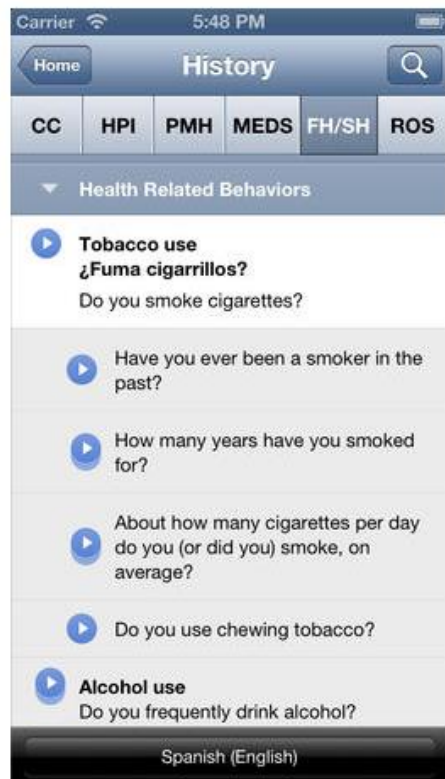 Carrier 5:48 PM
Home History
CC HPI PMH MEDS FH/SH ROS
Health Related Behaviors
Tobacco use
¿Fuma cigarrillos?
Do you smoke cigarettes?
Have you ever been a smoker in the
past?
How many years have you smoked
for?
About how many cigarettes per day
do you (or did you) smoke, on
average?
Do you use chewing tobacco?
Alcohol use
Do you frequently drink alcohol?
Spanish (English)